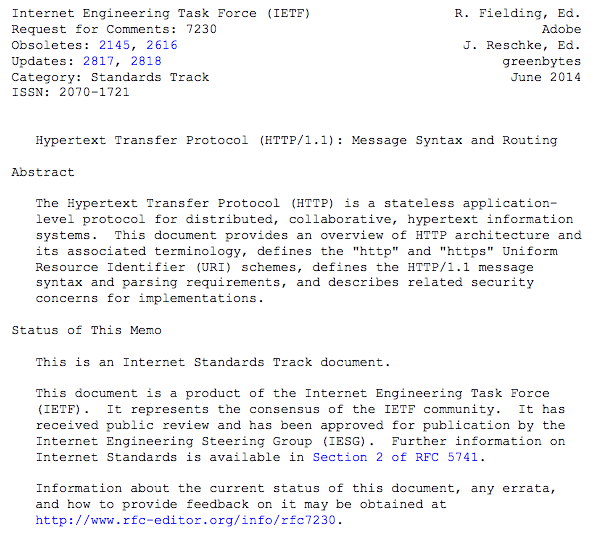 Internet Engineering Task Force (IETF)                   R. Fielding, Ed.
Request for Comments: 7230                                          Adobe
Obsoletes: 2145, 2616                                     J. Reschke, Ed.
Updates: 2817, 2818                                            greenbytes
Category: Standards Track                                       June 2014
ISSN: 2070-1721
Hypertext Transfer Protocol (HTTP/1.1): Message Syntax and Routing
Abstract
The Hypertext Transfer Protocol (HTTP) is a stateless application-
level protocol for distributed, collaborative, hypertext information
systems.  This document provides an overview of HTTP architecture and
its associated terminology, defines the "http" and "https" Uniform
Resource Identifier (URI) schemes, defines the HTTP/1.1 message
syntax and parsing requirements, and describes related security
concerns for implementations.
Status of This Memo
This is an Internet Standards Track document.
This document is a product of the Internet Engineering Task Force
(IETF).  It represents the consensus of the IETF community.  It has
received public review and has been approved for publication by the
Internet Engineering Steering Group (IESG).  Further information on
Internet Standards is available in Section 2 of RFC 5741.
Information about the current status of this document, any errata,
and how to provide feedback on it may be obtained at
http://www.rfc-editor.org/info/rfc7230.